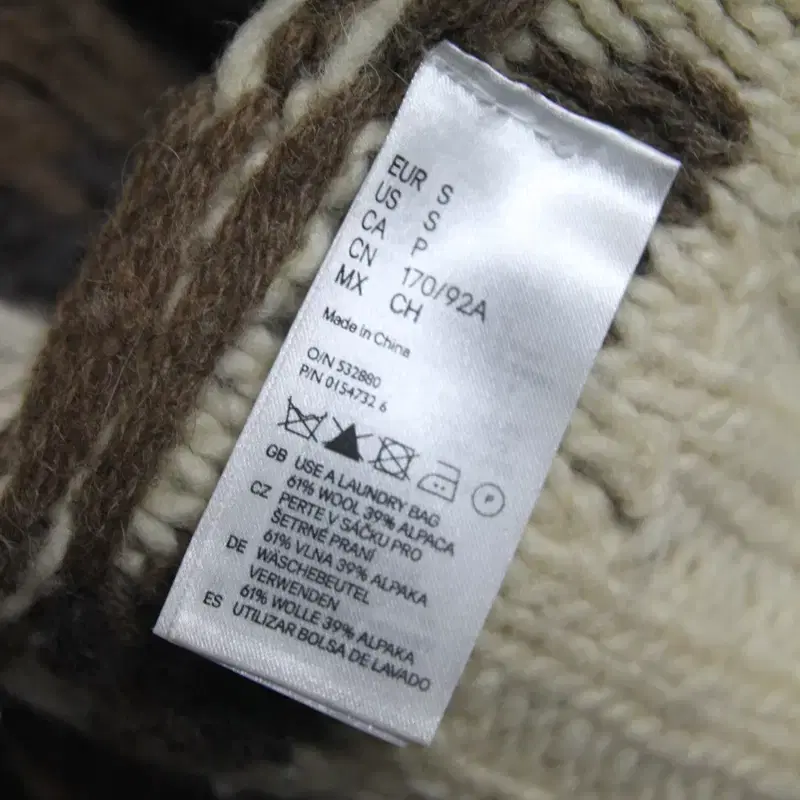 EUR S
US S
CA P
CN 170/92A
MX CH
Made in China
O/N 532880
P/N 0154732 6
P
GB USE A LAUNDRY BAG
61% WOOL 39% ALPACA
CZ PERTE V SÁČKU PRO
ŠETRNÉ PRANÍ
61% VLNA 39% ALPAKA
DE WÄSCHEBEUTEL
VERWENDEN
61% WOLLE 39% ALPAKA
ES UTILIZAR BOLSA DE LAVADO